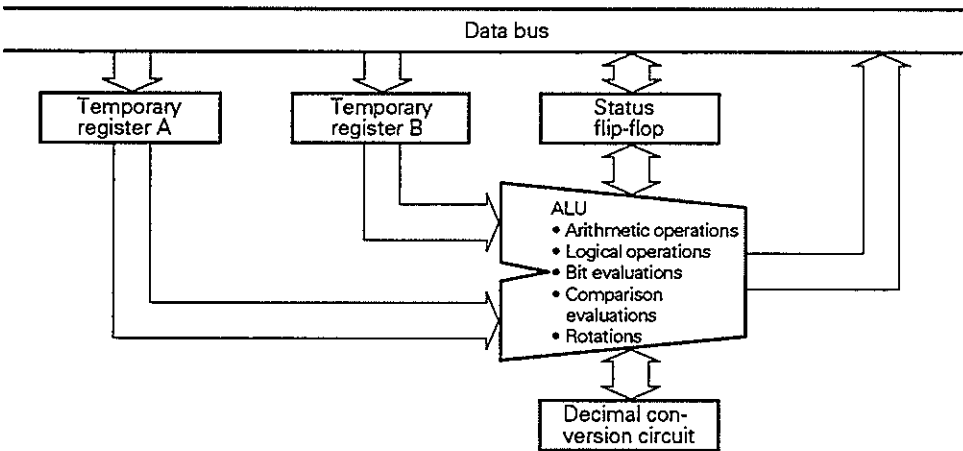 Data bus
Temporary
register A
Temporary
register B
Status
flip-flop
ALU
• Arithmetic operations
• Logical operations
• Bit evaluations
• Comparison
evaluations
• Rotations
Decimal con-
version circuit